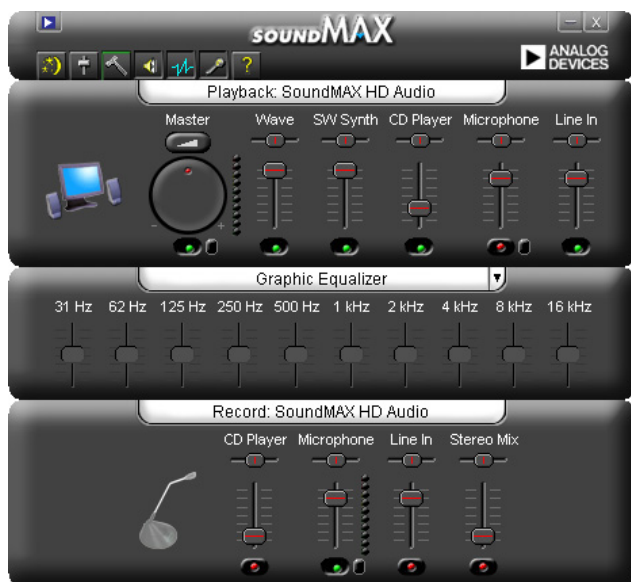 SOUNDMAX
ANALOG
DEVICES
?
Playback: SoundMAX HD Audio
Master Wave SW Synth CD Player Microphone Line In
- +
Graphic Equalizer
31 Hz 62 Hz 125 Hz 250 Hz 500 Hz 1 kHz 2 kHz 4 kHz 8 kHz 16 kHz
Record: SoundMAX HD Audio
CD Player Microphone Line In Stereo Mix